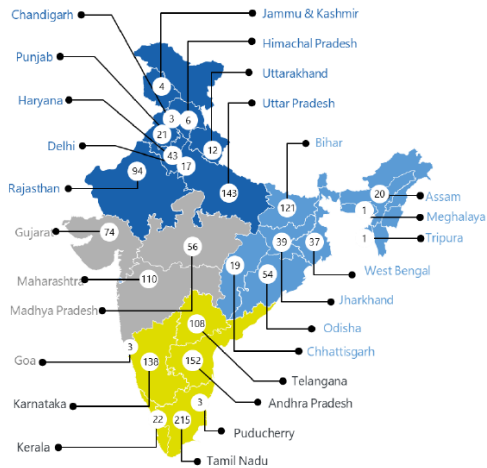 Chandigarh
Jammu & Kashmir
Himachal Pradesh
Punjab
Uttarakhand
4
Haryana
Uttar Pradesh
3
6
21
Delhi
43
12
Bihar
17
94
Rajasthan
143
20
Assam
121
1
Meghalaya
Gujarat
74
1
Tripura
56
39
37
19
West Bengal
Maharashtra
110
54
Jharkhand
Madhya Pradesh
108
Odisha
3
Chhattisgarh
Goa
138
152
Telangana
Karnataka
3
Andhra Pradesh
22
215
Puducherry
Kerala
Tamil Nadu